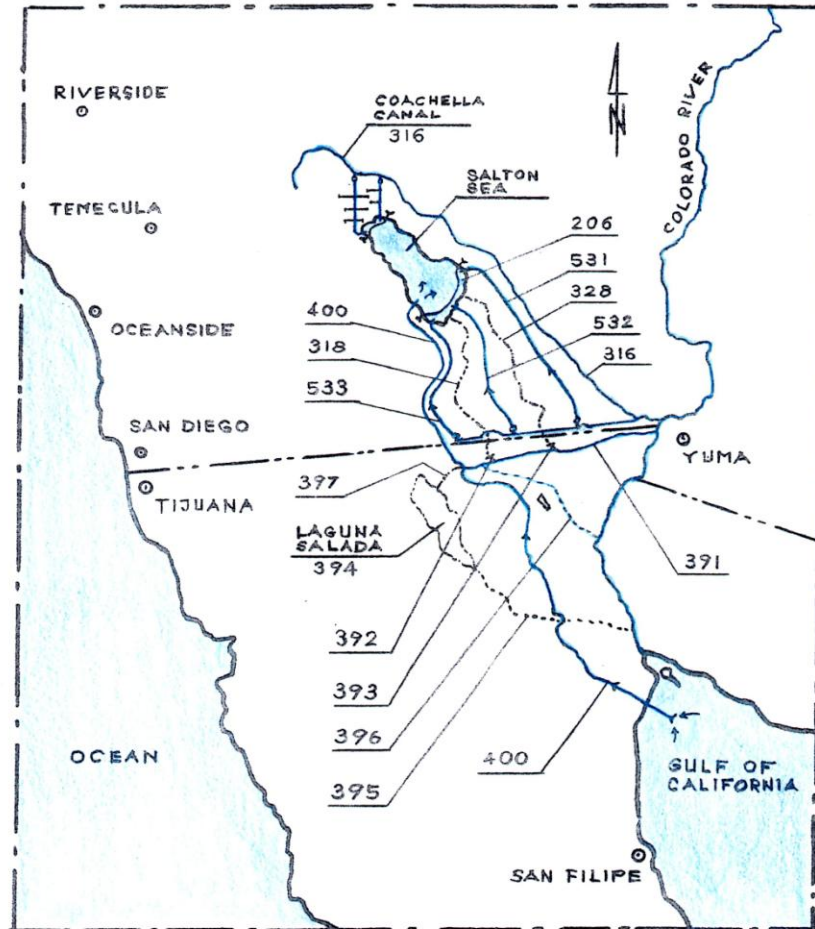 RIVERSIDE
COACHELLA
CANAL
316
N
COLORADO RIVER
SALTON
SEA
TEMECULA
206
531
400
328
OCEANSIDE
318
532
533
316
SAN DIEGO
YUMA
TIJUANA
397
LAGUNA
SALADA
394
391
392
393
396
400
OCEAN
395
GULF OF
CALIFORNIA
SAN FILIPE